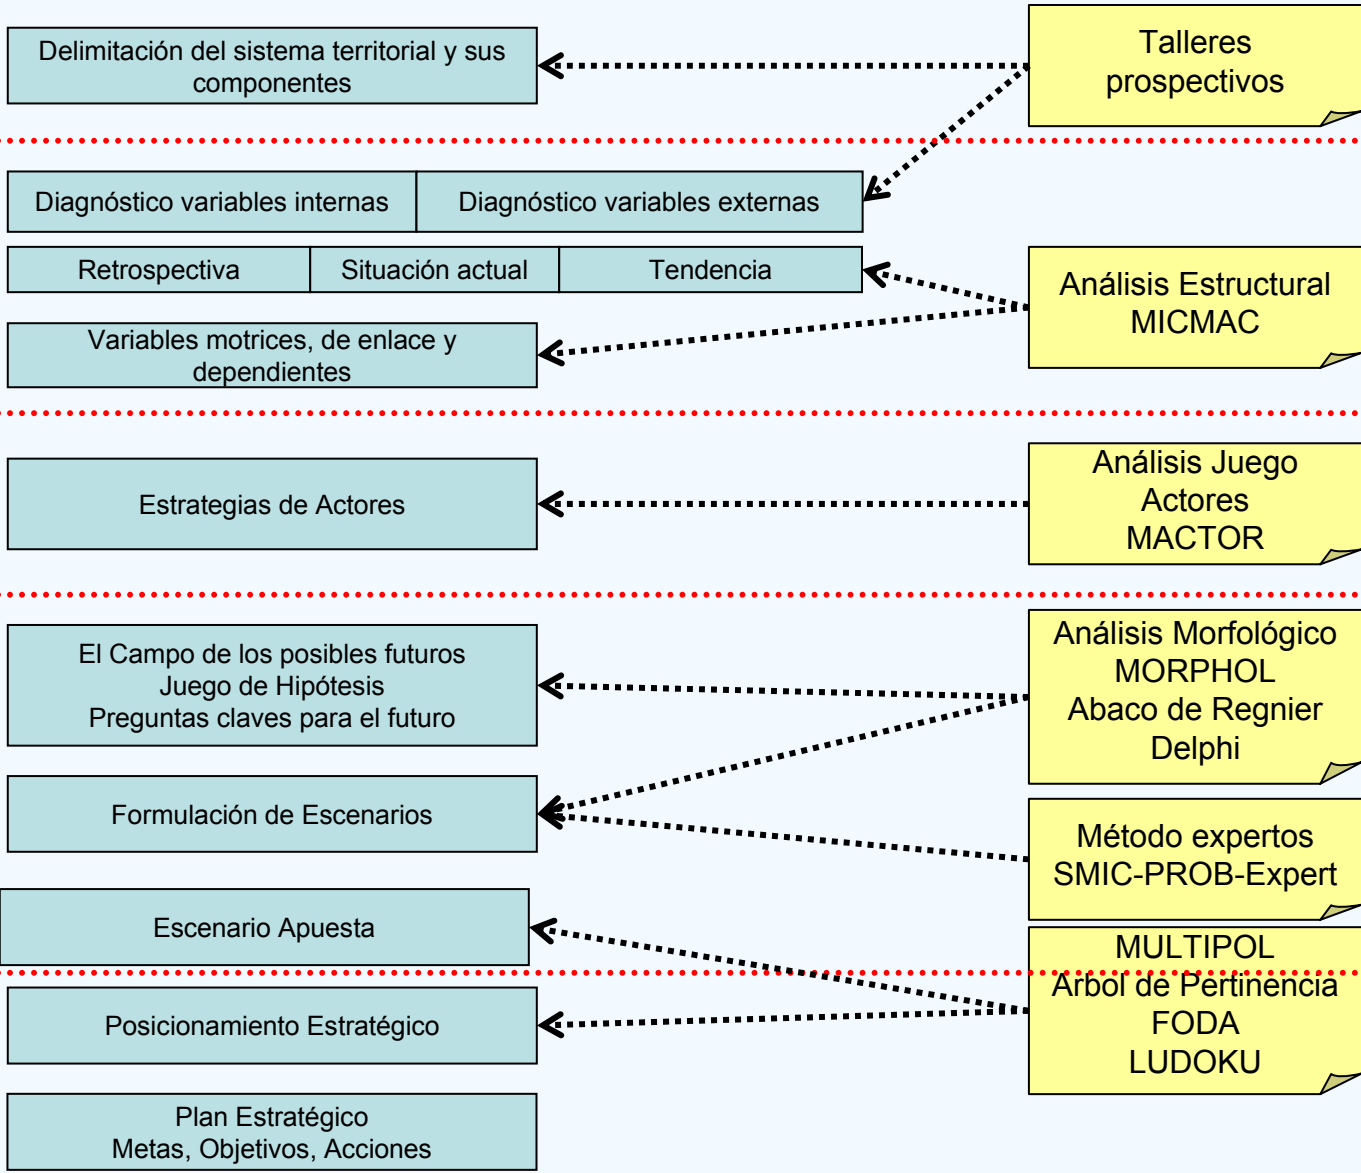 Delimitación del sistema territorial y sus
componentes
Talleres
prospectivos
Diagnóstico variables internas
Diagnóstico variables externas
Retrospectiva
Situación actual
Tendencia
Análisis Estructural
MICMAC
Variables motrices, de enlace y
dependientes
Estrategias de Actores
Análisis Juego
Actores
MACTOR
El Campo de los posibles futuros
Juego de Hipótesis
Preguntas claves para el futuro
Análisis Morfológico
MORPHOL
Abaco de Regnier
Delphi
Formulación de Escenarios
Método expertos
SMIC-PROB-Expert
Escenario Apuesta
MULTIPOL
Arbol de Pertinencia
FODA
LUDOKU
Posicionamiento Estratégico
Plan Estratégico
Metas, Objetivos, Acciones